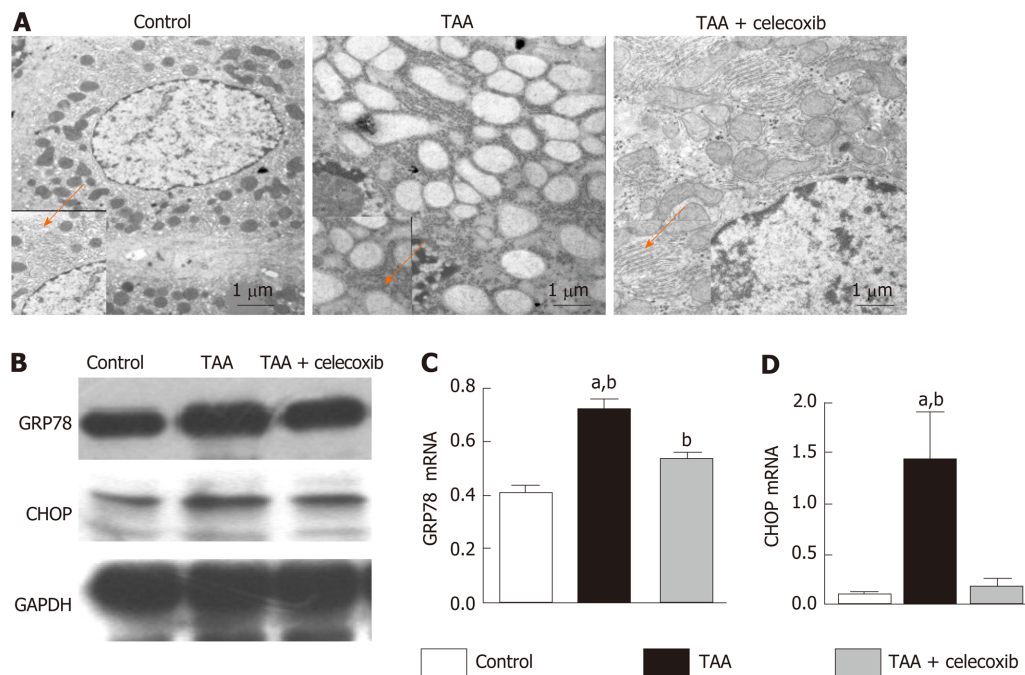 A
Control
TAA
TAA + celecoxib
1 μm
1 μm
1 μm
B
Control
TAA
TAA + celecoxib
GRP78
CHOP
GAPDH
C
GRP78 mRNA
0.8
0.6
0.4
0.2
0.0
a,b
b
D
CHOP mRNA
2.0
1.5
1.0
0.5
0.0
a,b
Control
TAA
TAA + celecoxib